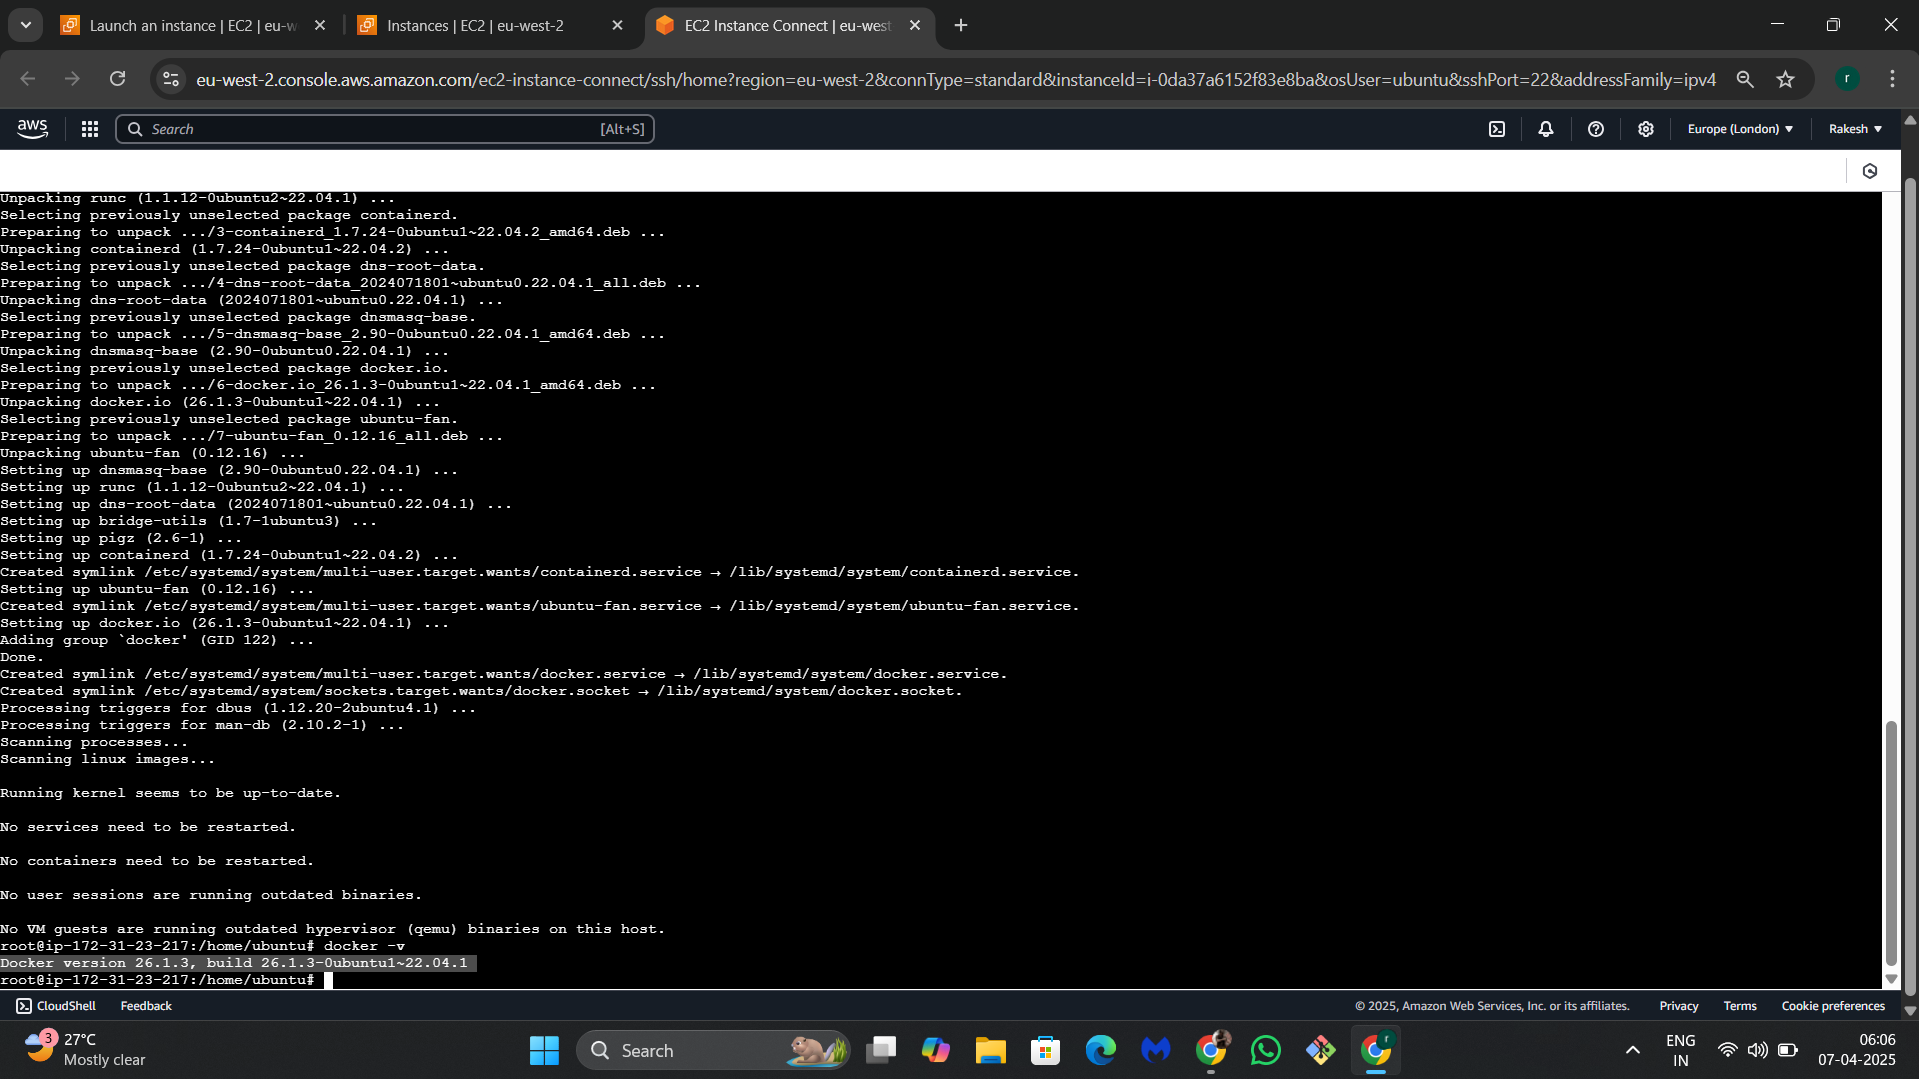 Launch an instance | EC2 | eu-w
Instances | EC2 | eu-west-2
EC2 Instance Connect | eu-west
eu-west-2.console.aws.amazon.com/ec2-instance-connect/ssh/home?region=eu-west-2&connType=standard&instanceId=i-0da37a6152f83e8ba&osUser=ubuntu&sshPort=22&addressFamily=ipv4
r
aws
Search
[Alt+S]
Europe (London)
Rakesh
Unpacking runc (1.1.12-0ubuntu2~22.04.1) ...
Selecting previously unselected package containerd.
Preparing to unpack .../3-containerd_1.7.24-0ubuntu1~22.04.2_amd64.deb ...
Unpacking containerd (1.7.24-0ubuntu1~22.04.2) ...
Selecting previously unselected package dns-root-data.
Preparing to unpack .../4-dns-root-data_2024071801~ubuntu0.22.04.1_all.deb ...
Unpacking dns-root-data (2024071801~ubuntu0.22.04.1) ...
Selecting previously unselected package dnsmasq-base.
Preparing to unpack .../5-dnsmasq-base_2.90-0ubuntu0.22.04.1_amd64.deb ...
Unpacking dnsmasq-base (2.90-0ubuntu0.22.04.1) ...
Selecting previously unselected package docker.io.
Preparing to unpack .../6-docker.io_26.1.3-0ubuntu1~22.04.1_amd64.deb ...
Unpacking docker.io (26.1.3-0ubuntu1~22.04.1) ...
Selecting previously unselected package ubuntu-fan.
Preparing to unpack .../7-ubuntu-fan_0.12.16_all.deb ...
Unpacking ubuntu-fan (0.12.16) ...
Setting up dnsmasq-base (2.90-0ubuntu0.22.04.1) ...
Setting up runc (1.1.12-0ubuntu2~22.04.1) ...
Setting up dns-root-data (2024071801~ubuntu0.22.04.1) ...
Setting up bridge-utils (1.7-1ubuntu3) ...
Setting up pigz (2.6-1) ...
Setting up containerd (1.7.24-0ubuntu1~22.04.2) ...
Created symlink /etc/systemd/system/multi-user.target.wants/containerd.service → /lib/systemd/system/containerd.service.
Setting up ubuntu-fan (0.12.16) ...
Created symlink /etc/systemd/system/multi-user.target.wants/ubuntu-fan.service → /lib/systemd/system/ubuntu-fan.service.
Setting up docker.io (26.1.3-0ubuntu1~22.04.1) ...
Adding group `docker' (GID 122) ...
Done.
Created symlink /etc/systemd/system/multi-user.target.wants/docker.service → /lib/systemd/system/docker.service.
Created symlink /etc/systemd/system/sockets.target.wants/docker.socket → /lib/systemd/system/docker.socket.
Processing triggers for dbus (1.12.20-2ubuntu4.1) ...
Processing triggers for man-db (2.10.2-1) ...
Scanning processes...
Scanning linux images...
Running kernel seems to be up-to-date.
No services need to be restarted.
No containers need to be restarted.
No user sessions are running outdated binaries.
No VM guests are running outdated hypervisor (qemu) binaries on this host.
root@ip-172-31-23-217:/home/ubuntu# docker -v
Docker version 26.1.3, build 26.1.3-0ubuntu1~22.04.1
root@ip-172-31-23-217:/home/ubuntu#
CloudShell
Feedback
© 2025, Amazon Web Services, Inc. or its affiliates.
Privacy
Terms
Cookie preferences
3
27°C
Mostly clear
Search
r
ENG
IN
06:06
07-04-2025